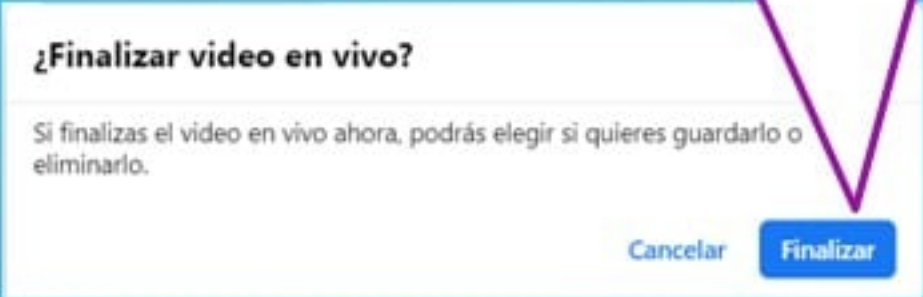 ¿Finalizar video en vivo?
Si finalizas el video en vivo ahora, podrás elegir si quieres guardarlo o
eliminarlo.
Cancelar
Finalizar